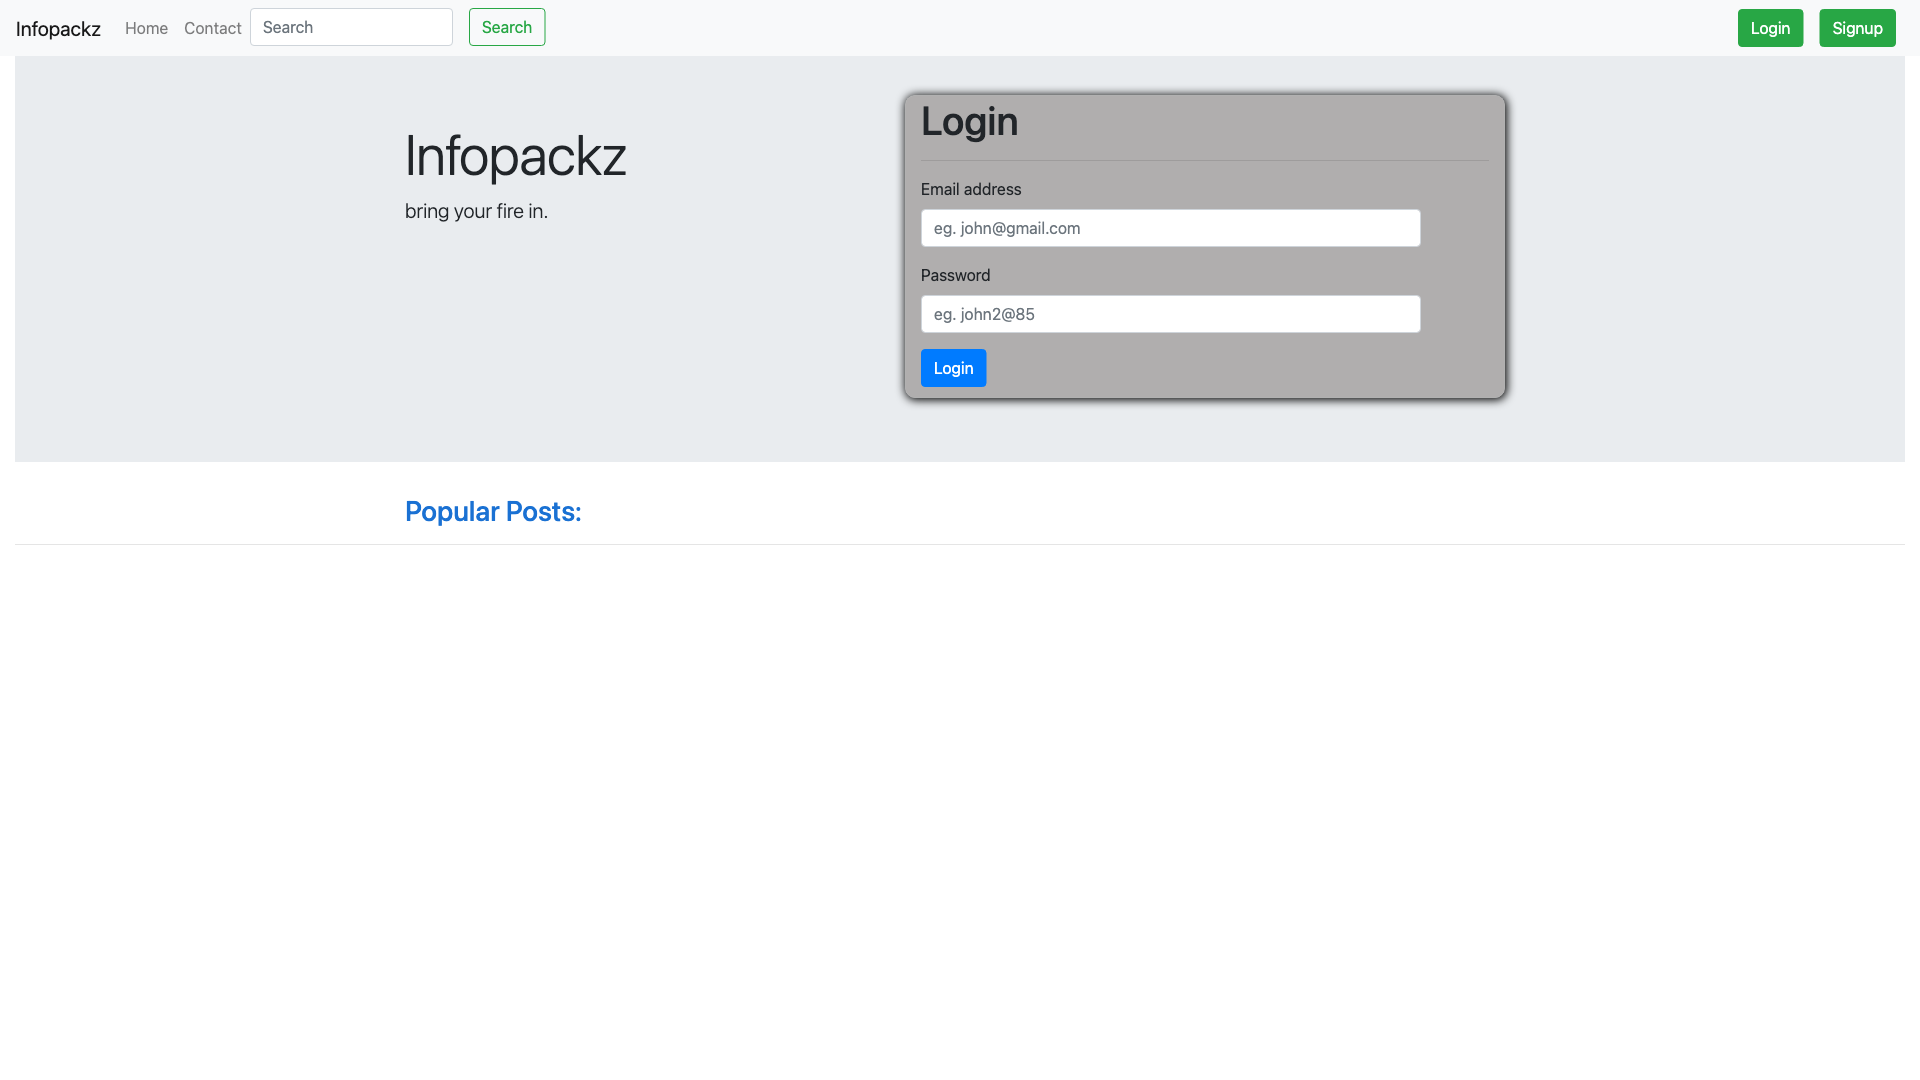 Infopackz Home Contact Search Search Login Signup
Infopackz
bring your fire in.
Login
Email address
eg. john@gmail.com
Password
eg. john2@85
Login
Popular Posts: